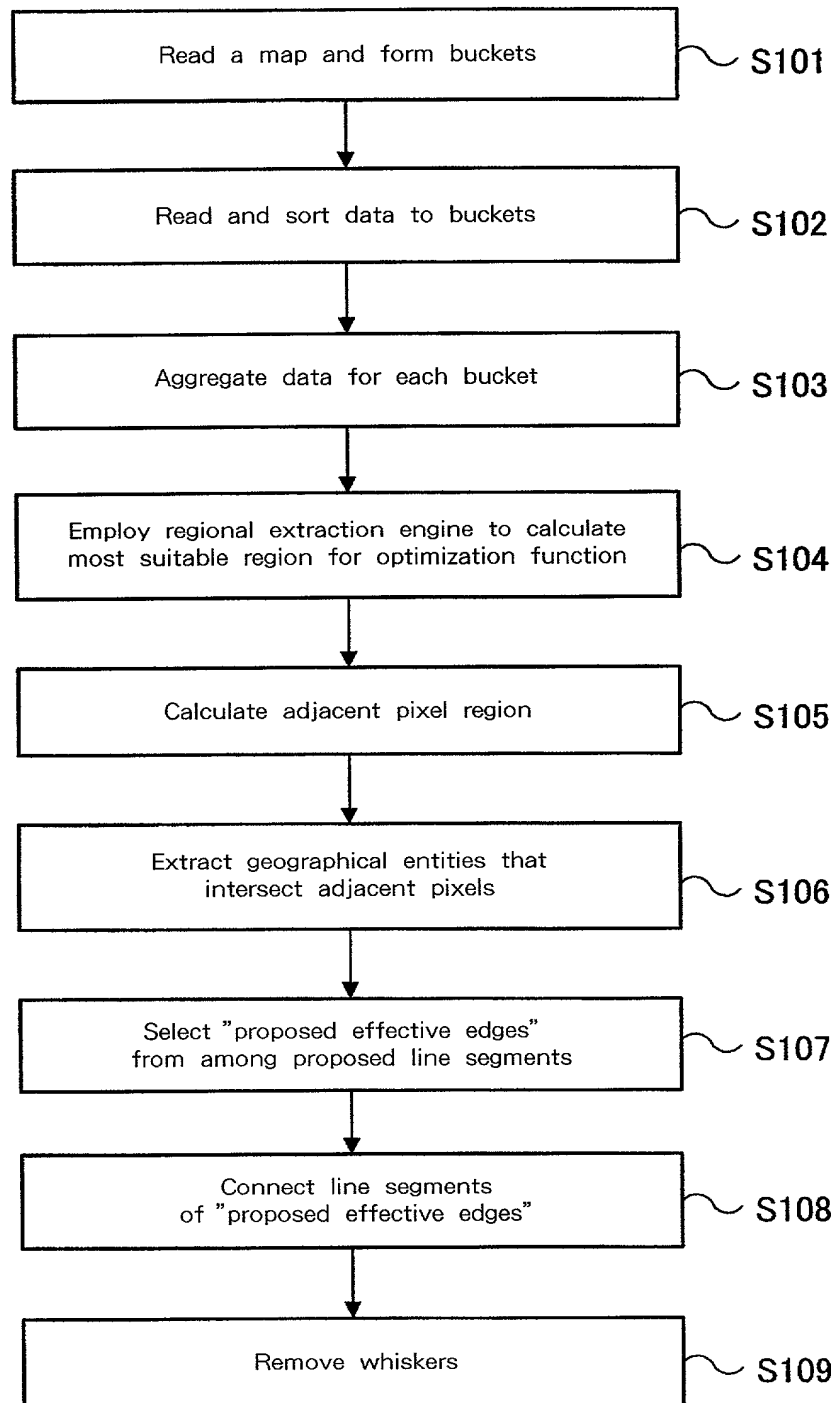 Read a map and form buckets
S101
Read and sort data to buckets
S102
Aggregate data for each bucket
S103
Employ regional extraction engine to calculate
most suitable region for optimization function
S104
Calculate adjacent pixel region
S105
Extract geographical entities that
intersect adjacent pixels
S106
Select "proposed effective edges"
from among proposed line segments
S107
Connect line segments
of "proposed effective edges"
S108
Remove whiskers
S109